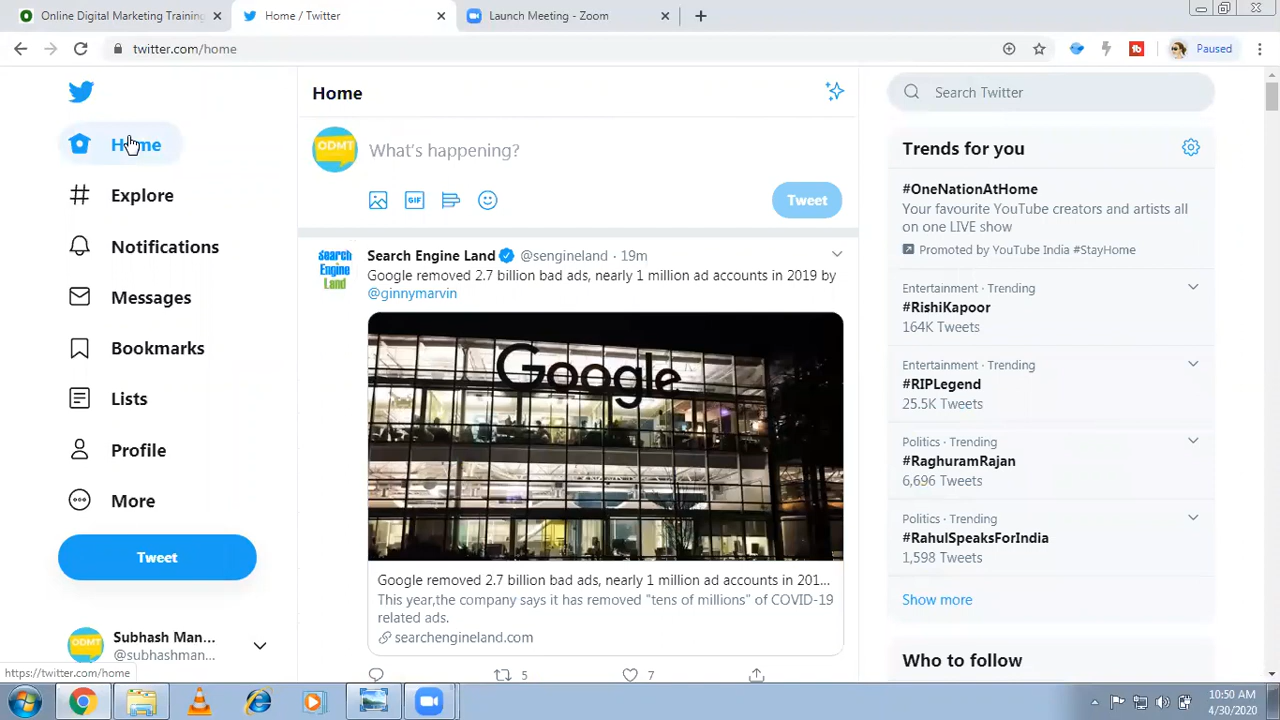 Online Digital Marketing Training
Home / Twitter
Launch Meeting - Zoom
twitter.com/home
Paused
Home
Explore
Notifications
Messages
Bookmarks
Lists
Profile
More
Tweet
Subhash Man...
@subhashman...
https://twitter.com/home
Home
ODMT
What's happening?
GIF
Tweet
Search Engine Land
Search Engine Land @sengineland · 19m
Google removed 2.7 billion bad ads, nearly 1 million ad accounts in 2019 by
@ginnymarvin
Google
Google removed 2.7 billion bad ads, nearly 1 million ad accounts in 201...
This year,the company says it has removed "tens of millions" of COVID-19
related ads.
searchengineland.com
5
7
Search Twitter
Trends for you
#OneNationAtHome
Your favourite YouTube creators and artists all
on one LIVE show
Promoted by YouTube India #StayHome
Entertainment · Trending
#RishiKapoor
164K Tweets
Entertainment · Trending
#RIPLegend
25.5K Tweets
Politics · Trending
#RaghuramRajan
6,696 Tweets
Politics · Trending
#RahulSpeaksForIndia
1,598 Tweets
Show more
Who to follow
ODMT
10:50 AM
4/30/2020